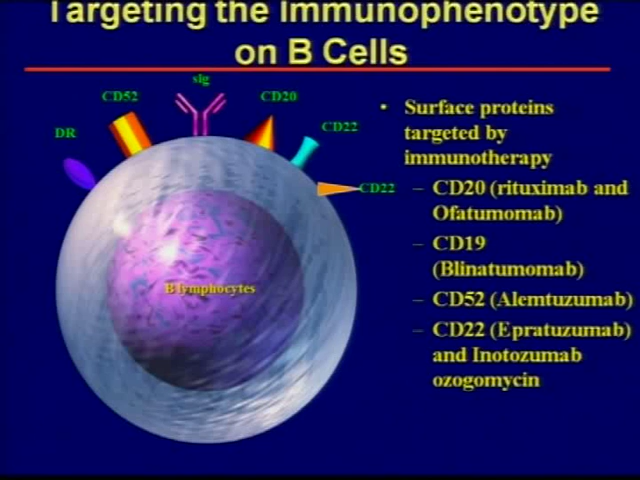 Targeting the Immunophenotype
on B Cells
sIg
CD52
CD20
DR
CD22
CD22
B lymphocytes
• Surface proteins
targeted by
immunotherapy
– CD20 (rituximab and
Ofatumomab)
– CD19
(Blinatumomab)
– CD52 (Alemtuzumab)
– CD22 (Epratuzumab)
and Inotozumab
ozogomycin